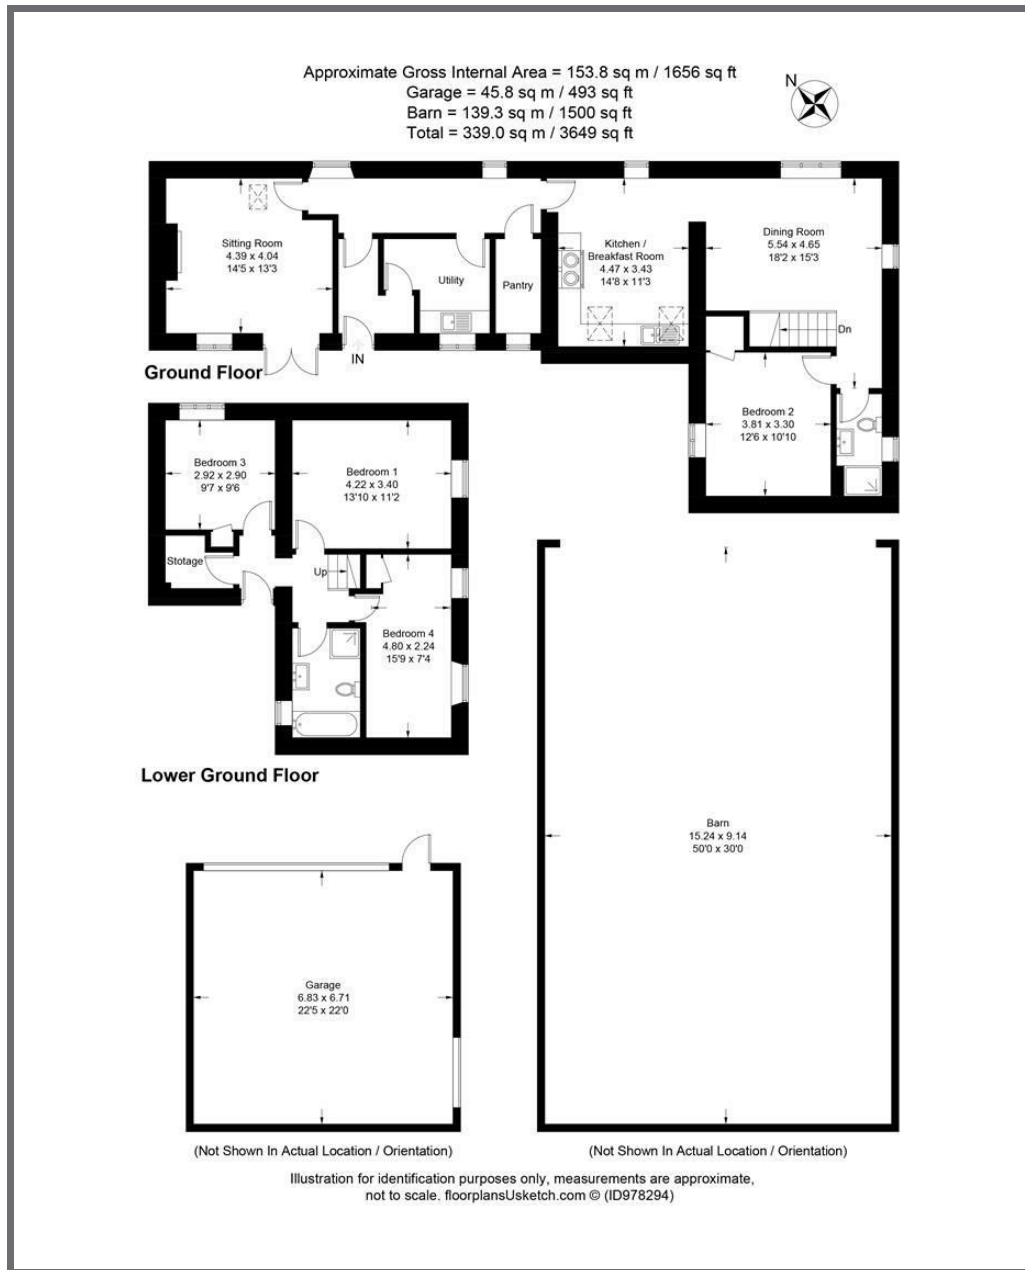 Approximate Gross Internal Area = 153.8 sq m / 1656 sq ft
Garage = 45.8 sq m / 493 sq ft
Barn = 139.3 sq m / 1500 sq ft
Total = 339.0 sq m / 3649 sq ft
N
Sitting Room
4.39 x 4.04
14'5 x 13'3
Utility
Pantry
Kitchen /
Breakfast Room
4.47 x 3.43
14'8 x 11'3
Dining Room
5.54 x 4.65
18'2 x 15'3
Dn
IN
Ground Floor
Bedroom 2
3.81 x 3.30
12'6 x 10'10
Bedroom 3
2.92 x 2.90
9'7 x 9'6
Bedroom 1
4.22 x 3.40
13'10 x 11'2
Stotage
Up
Bedroom 4
4.80 x 2.24
15'9 x 7'4
Lower Ground Floor
Barn
15.24 x 9.14
50'0 x 30'0
Garage
6.83 x 6.71
22'5 x 22'0
(Not Shown In Actual Location / Orientation)
(Not Shown In Actual Location / Orientation)
Illustration for identification purposes only, measurements are approximate,
not to scale. floorplansUsketch.com © (ID978294)